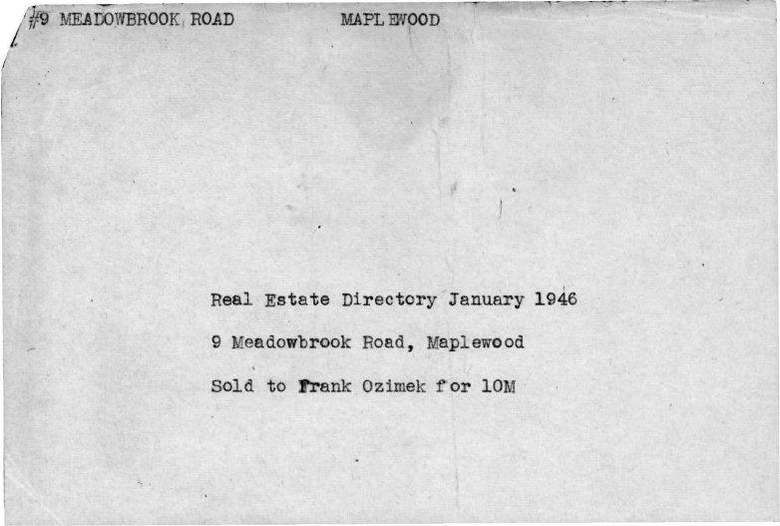 #9 MEADOWBROOK ROAD MAPLEWOOD
Real Estate Directory January 1946
9 Meadowbrook Road, Maplewood
Sold to Frank Ozimek for 10M